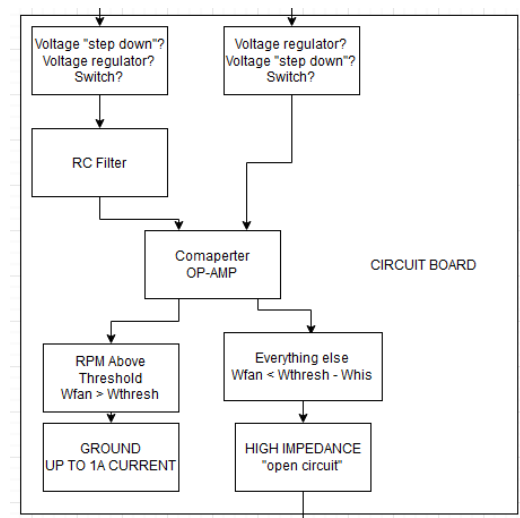 Voltage "step down"?
Voltage regulator?
Switch?
Voltage regulator?
Voltage "step down"?
Switch?
RC Filter
Comaperter
OP-AMP
CIRCUIT BOARD
RPM Above
Threshold
Wfan > Wthresh
Everything else
Wfan < Wthresh - Whis
GROUND
UP TO 1A CURRENT
HIGH IMPEDANCE
"open circuit"